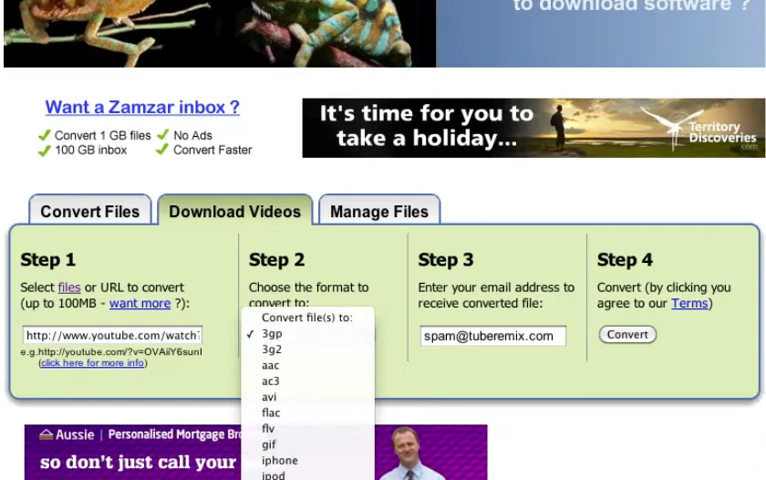 to download software ?
Want a Zamzar inbox ?
Convert 1 GB files
No Ads
100 GB inbox
Convert Faster
It's time for you to
take a holiday...
Territory
Discoveries
.com
Convert Files
Download Videos
Manage Files
Step 1
Select files or URL to convert
(up to 100MB - want more ?):
http://www.youtube.com/watch?
e.g.http://youtube.com/?v=OVAiiY6sunI
(click here for more info)
Step 2
Choose the format to
convert to:
Convert file(s) to:
✓ 3gp
3g2
aac
ac3
avi
flac
flv
gif
iphone
ipod
Step 3
Enter your email address to
receive converted file:
spam@tuberemix.com
Step 4
Convert (by clicking you
agree to our Terms)
Convert
Aussie | Personalised Mortgage Bro
so don't just call your